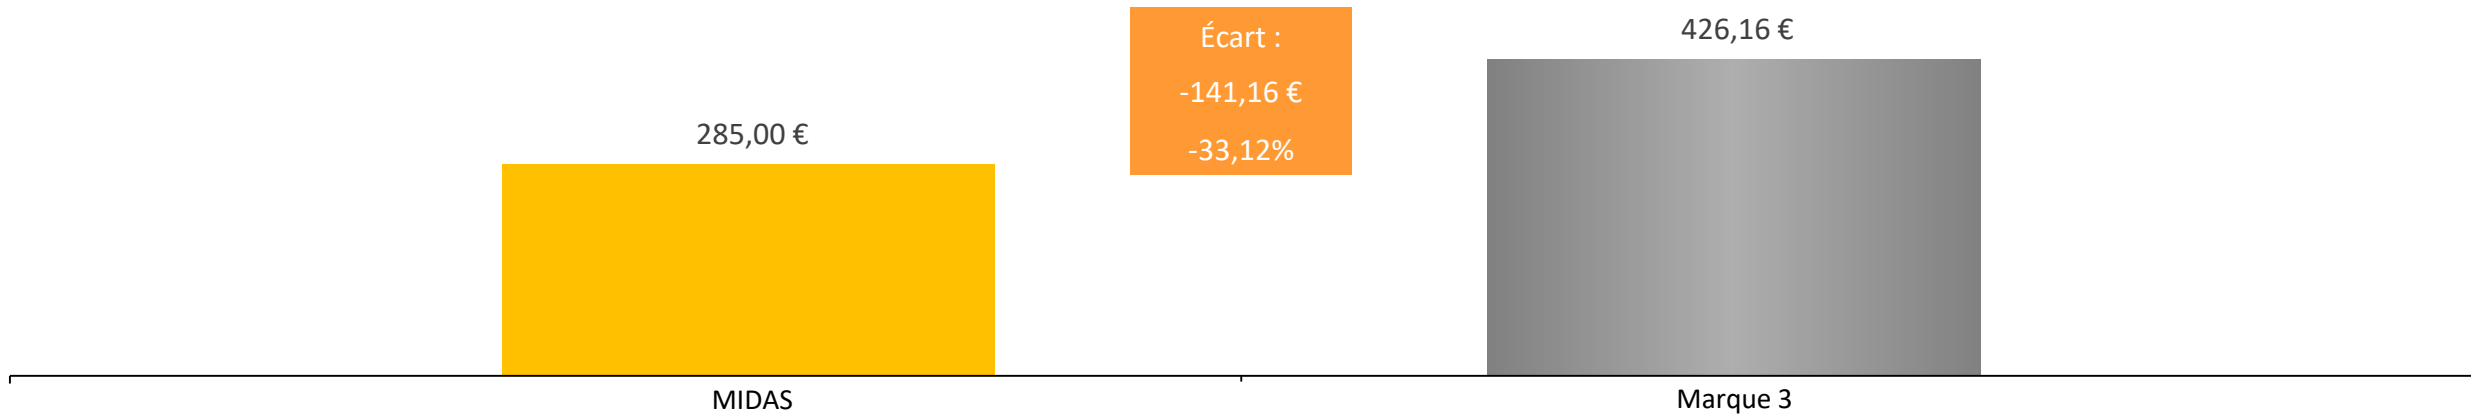 Écart :
-141,16 €
-33,12%
426,16 €
285,00 €
MIDAS
Marque 3